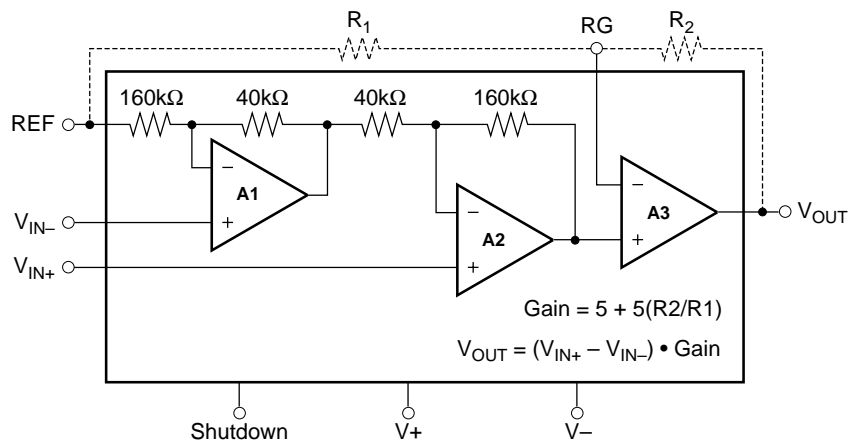 R1
RG
R2
160kΩ
40kΩ
40kΩ
160kΩ
REF
−
A1
+
−
A2
+
−
A3
+
VIN–
VIN+
VOUT
Gain = 5 + 5(R2/R1)
VOUT = (VIN+ – VIN–) • Gain
Shutdown
V+
V–